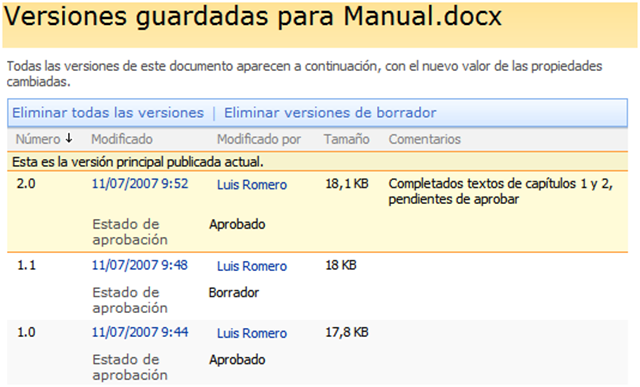 Versiones guardadas para Manual.docx
Todas las versiones de este documento aparecen a continuación, con el nuevo valor de las propiedades
cambiadas.
Eliminar todas las versiones | Eliminar versiones de borrador
Número ↓ Modificado Modificado por Tamaño Comentarios
Esta es la versión principal publicada actual.
2.0 11/07/2007 9:52 Luis Romero 18,1 KB Completados textos de capítulos 1 y 2,
pendientes de aprobar
Estado de Aprobado
aprobación
1.1 11/07/2007 9:48 Luis Romero 18 KB
Estado de Borrador
aprobación
1.0 11/07/2007 9:44 Luis Romero 17,8 KB
Estado de Aprobado
aprobación